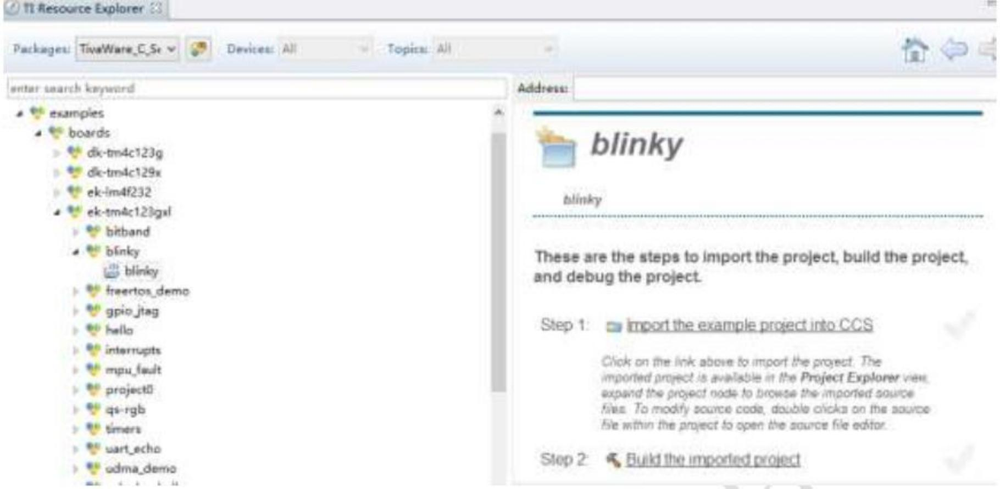 TI Resource Explorer
Packages: TivaWare_C_Se Devices: All Topics: All
enter search keyword
Address:
examples
boards
dk-tm4c123g
dk-tm4c129x
ek-lm4f232
ek-tm4c123gxl
bitband
blinky
blinky
freertos_demo
gpio_jtag
hello
interrupts
mpu_fault
project0
qs-rgb
timers
uart_echo
udma_demo
blinky
blinky
These are the steps to import the project, build the project,
and debug the project.
Step 1: Import the example project into CCS
Click on the link above to import the project. The
imported project is available in the Project Explorer view,
expand the project node to browse the imported source
files. To modify source code, double clicks on the source
file within the project to open the source file editor.
Step 2: Build the imported project